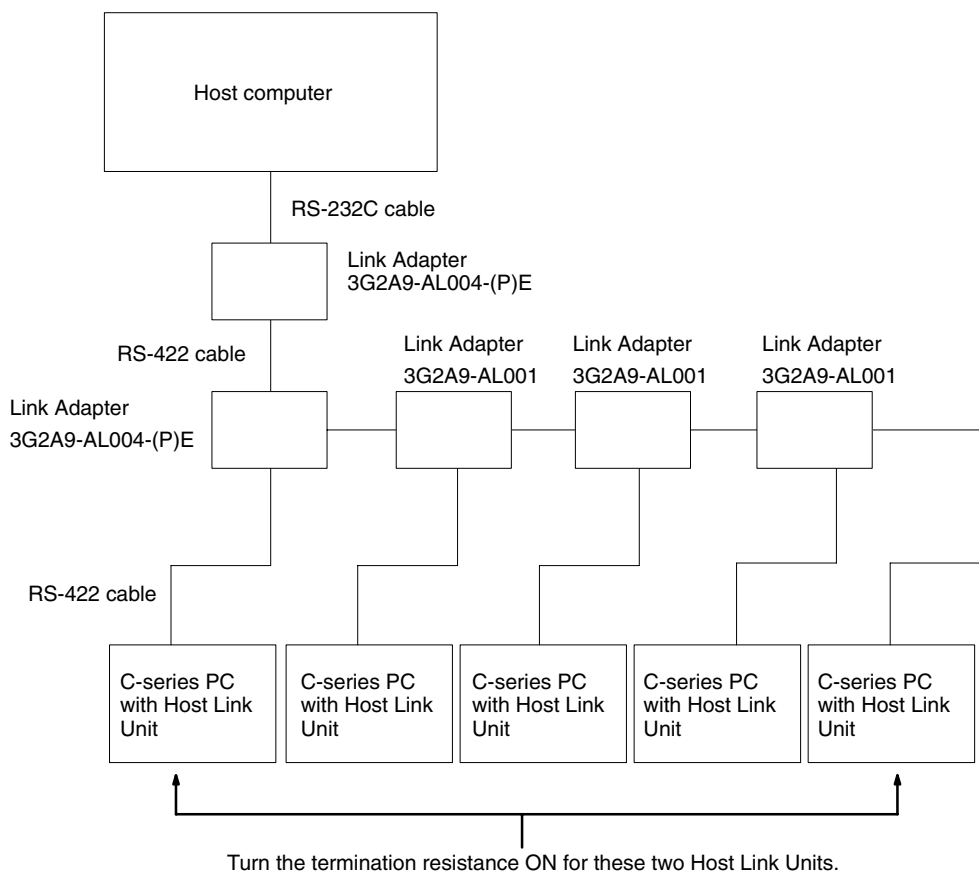 Host computer
RS-232C cable
Link Adapter
3G2A9-AL004-(P)E
RS-422 cable
Link Adapter
3G2A9-AL001
Link Adapter
3G2A9-AL001
Link Adapter
3G2A9-AL001
Link Adapter
3G2A9-AL004-(P)E
RS-422 cable
C-series PC
with Host Link
Unit
C-series PC
with Host Link
Unit
C-series PC
with Host Link
Unit
C-series PC
with Host Link
Unit
C-series PC
with Host Link
Unit
Turn the termination resistance ON for these two Host Link Units.